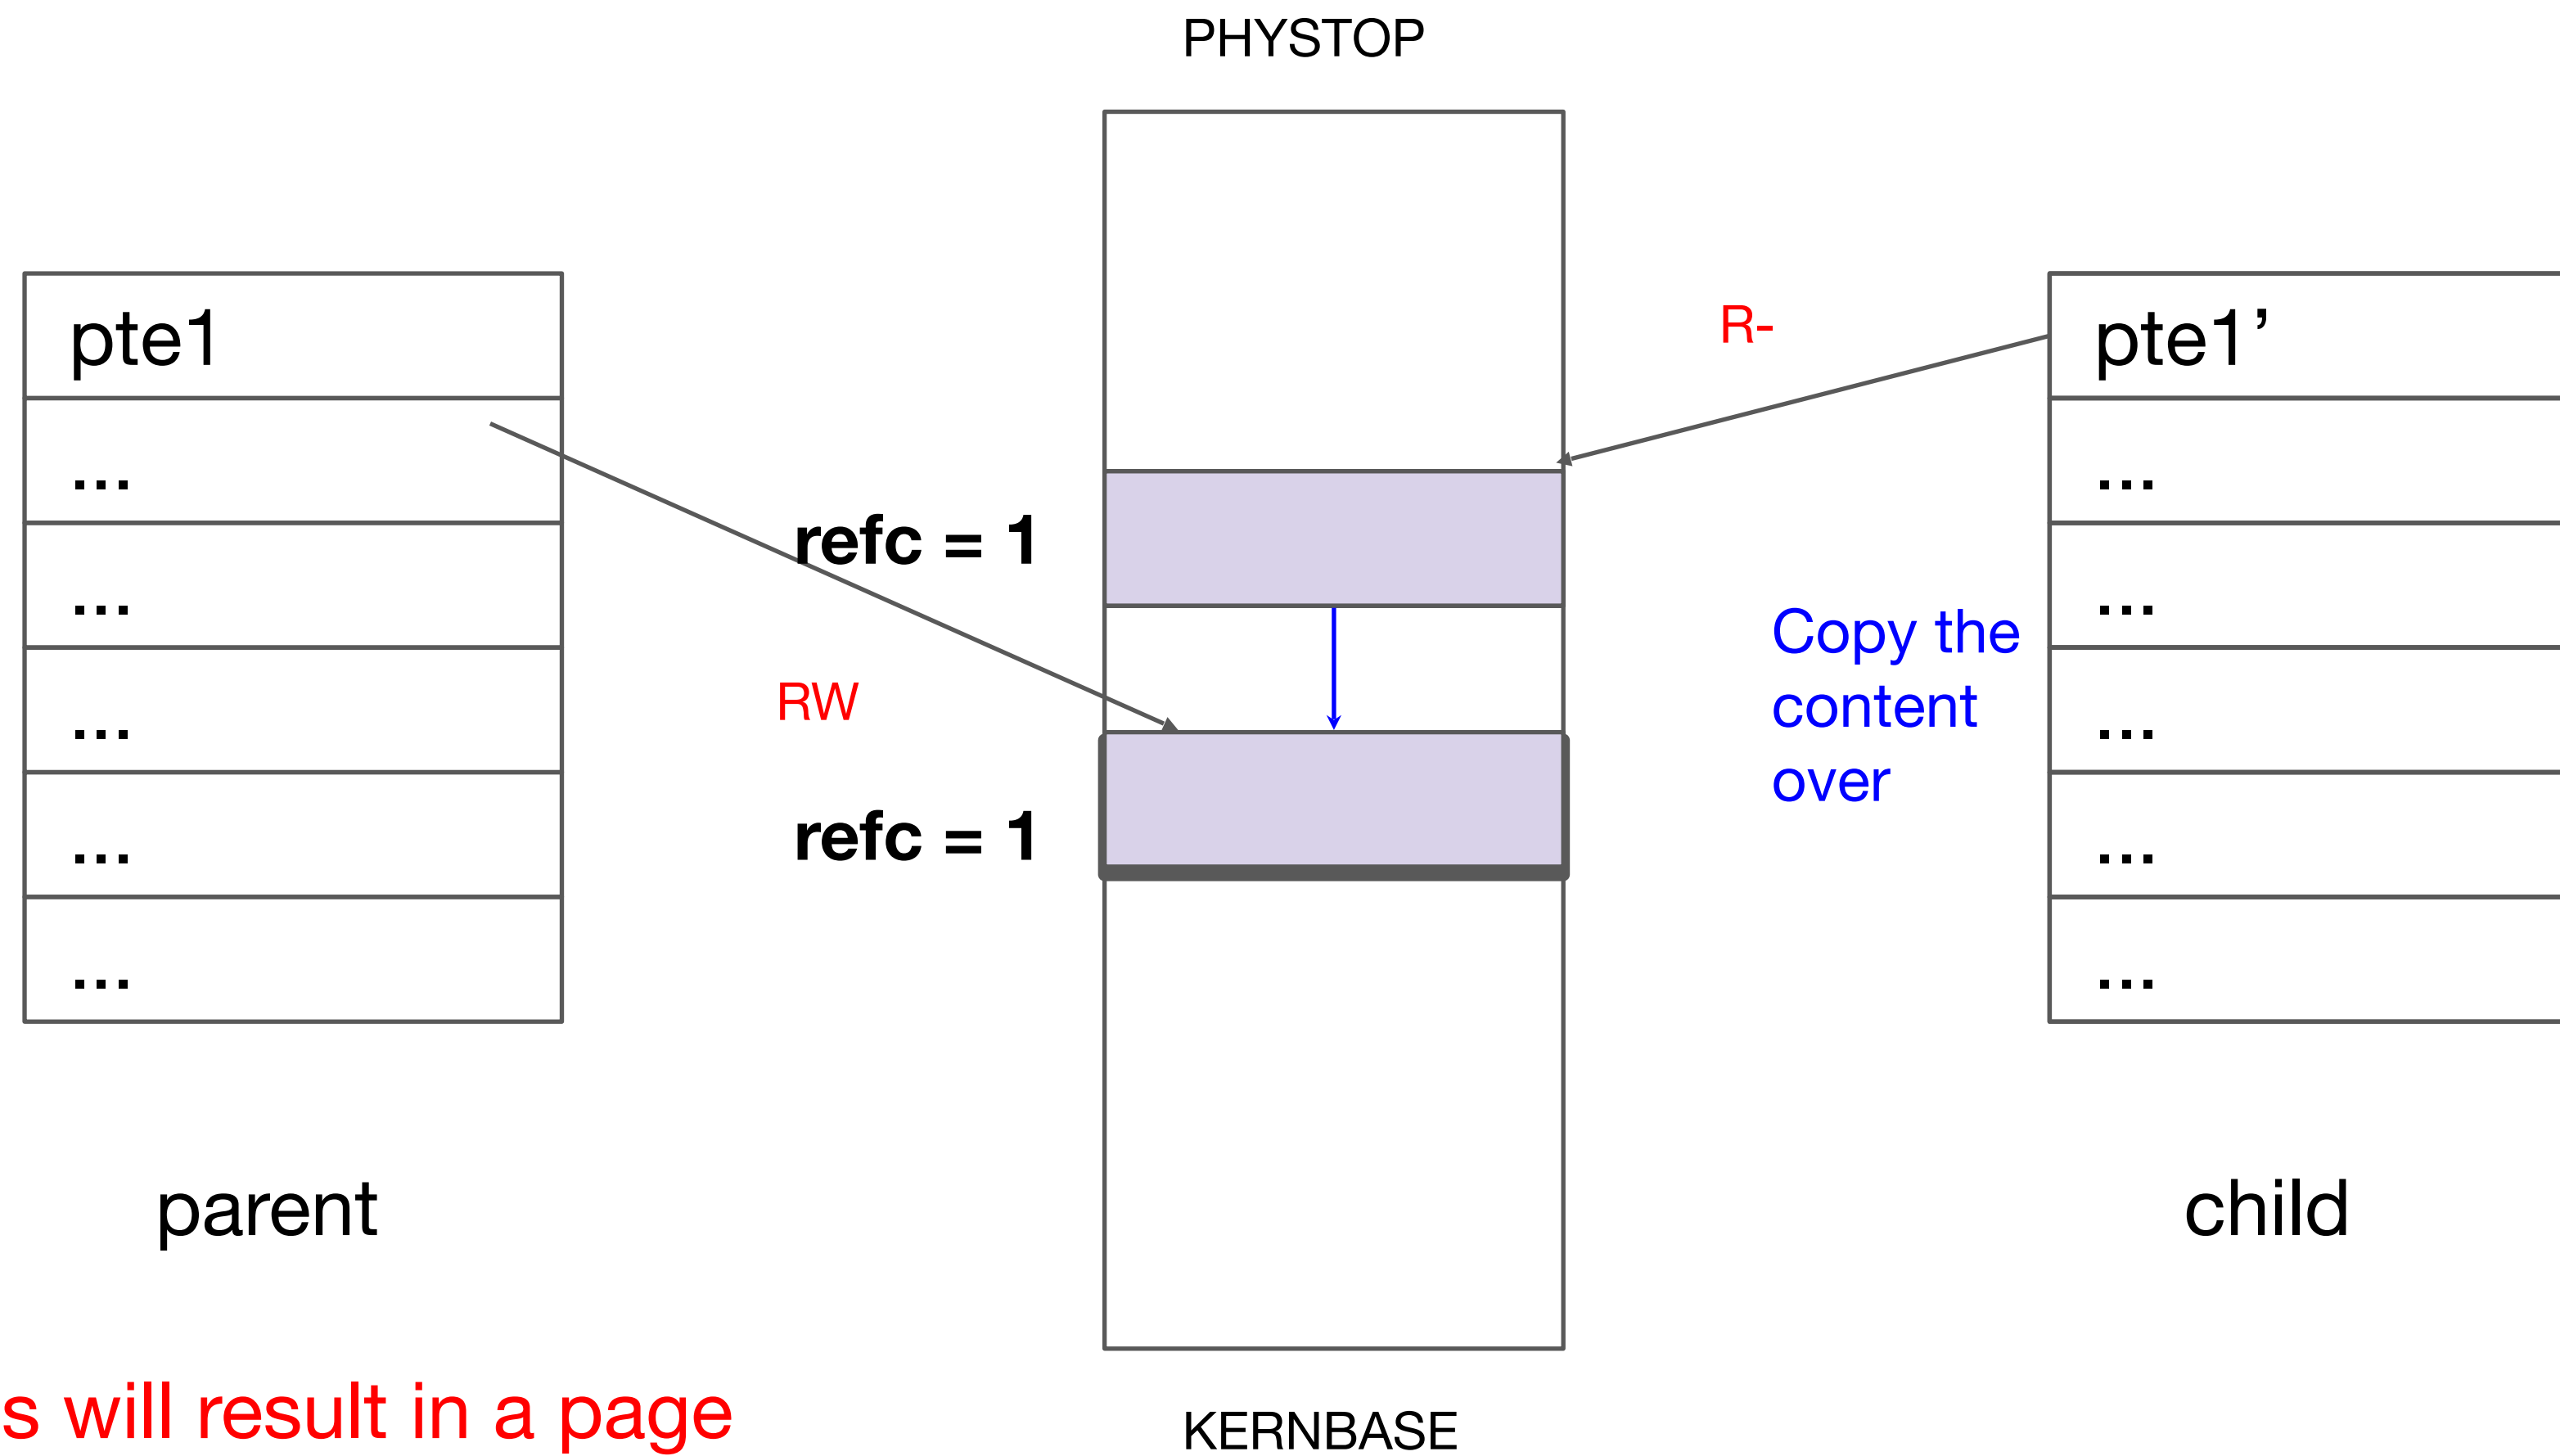 PHYSTOP
pte1
...
...
...
...
...
parent
refc = 1
RW
refc = 1
R-
Copy the
content
over
pte1’
...
...
...
...
...
child
s will result in a page
KERNBASE